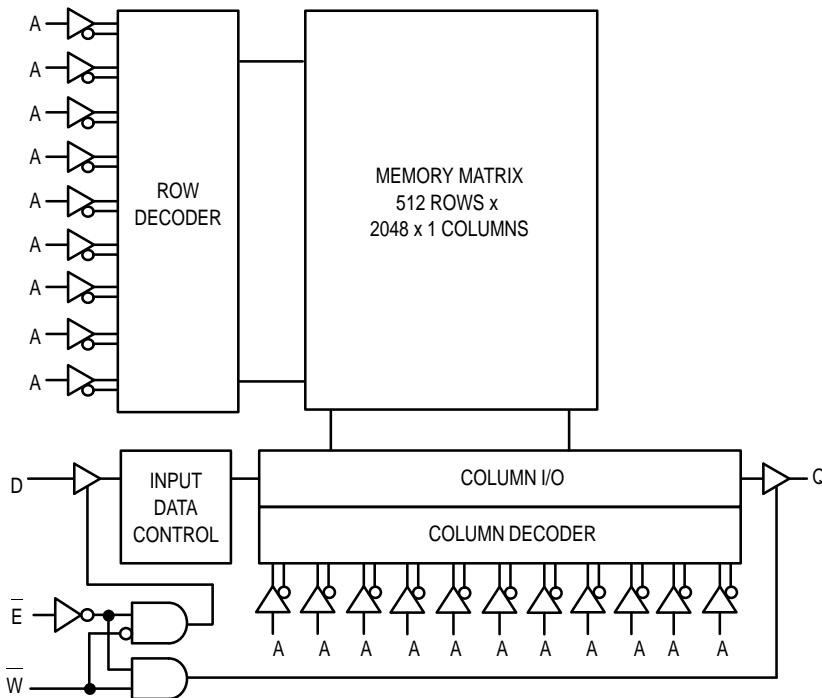 A
A
A
A
A
A
A
A
A
ROW
DECODER
MEMORY MATRIX
512 ROWS x
2048 x 1 COLUMNS
D
INPUT
DATA
CONTROL
COLUMN I/O
COLUMN DECODER
Q
E̅
W̅
A A A A A A A A A A A